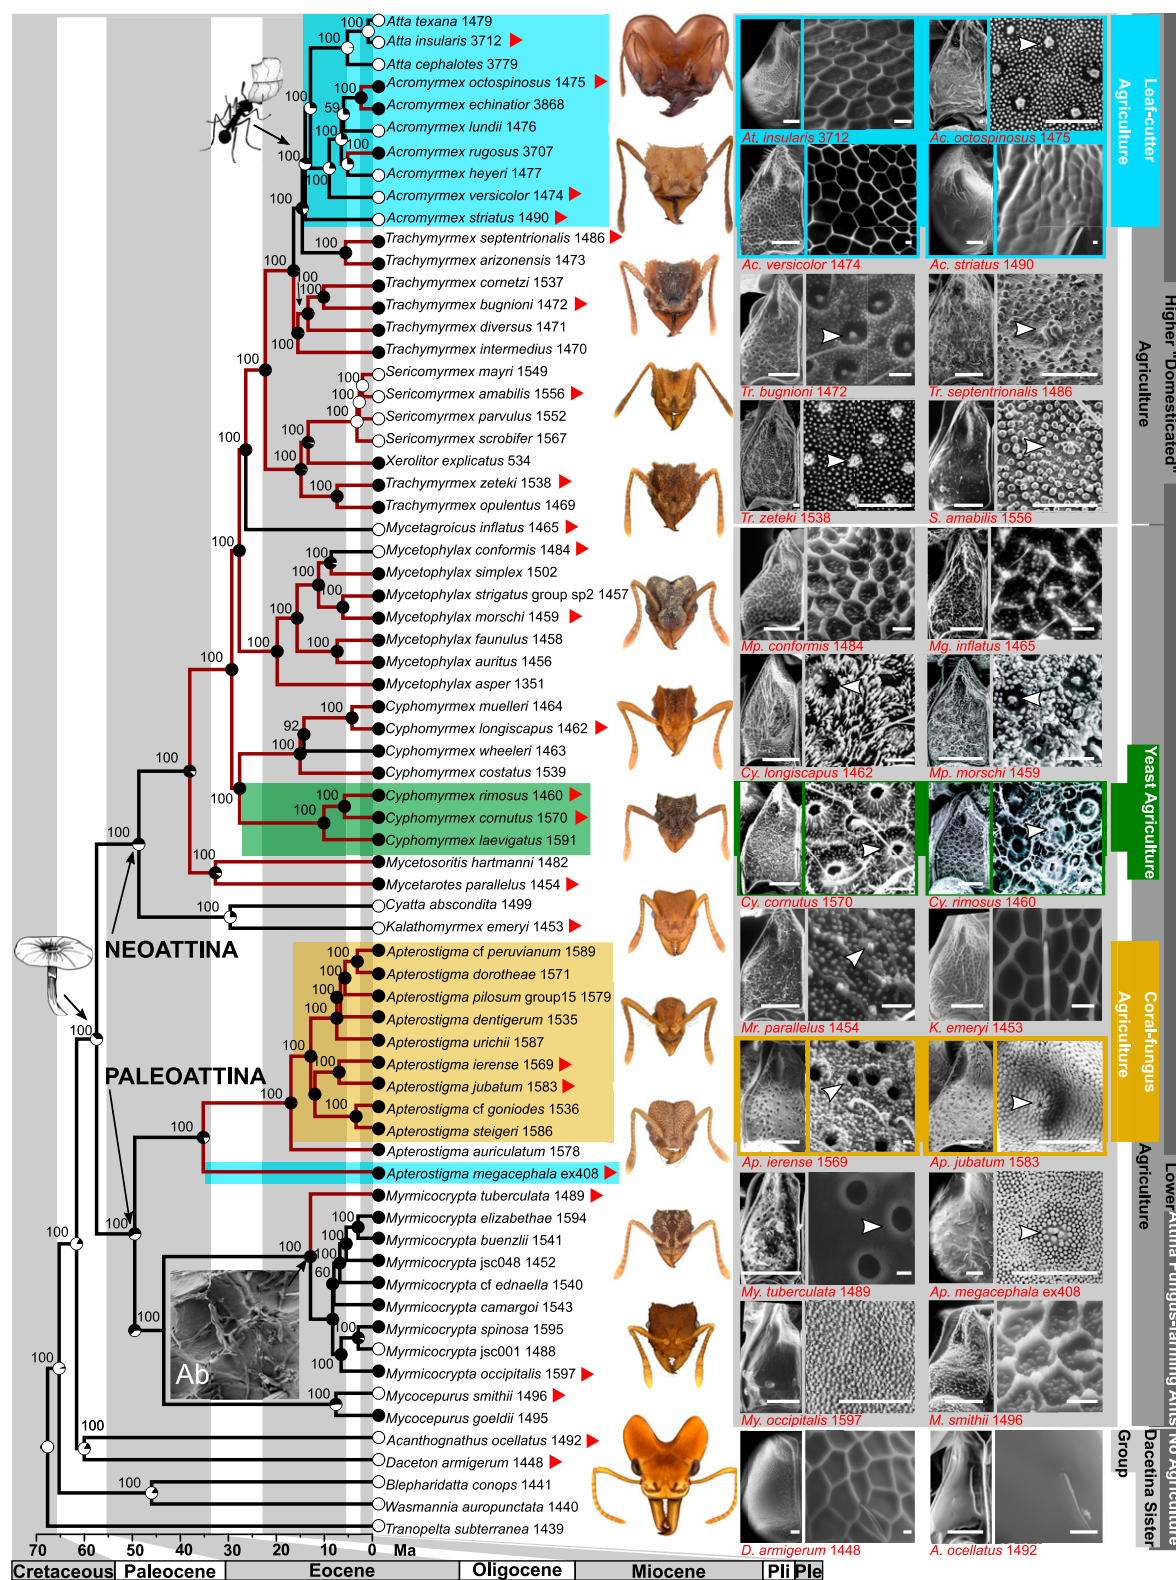 Atta texana 1479
Atta insularis 3712
Atta cephalotes 3779
Acromyrmex octospinosus 1475
Acromyrmex echinatior 3868
Acromyrmex lundii 1476
Acromyrmex rugosus 3707
Acromyrmex heyeri 1477
Acromyrmex versicolor 1474
Acromyrmex striatus 1490
Trachymyrmex septentrionalis 1486
Trachymyrmex arizonensis 1473
Trachymyrmex cornetzi 1537
Trachymyrmex bugnioni 1472
Trachymyrmex diversus 1471
Trachymyrmex intermedius 1470
Sericomyrmex mayri 1549
Sericomyrmex amabilis 1556
Sericomyrmex parvulus 1552
Sericomyrmex scrobifer 1567
Xerolitor explicatus 534
Trachymyrmex zeteki 1538
Trachymyrmex opulentus 1469
Mycetagroicus inflatus 1465
Mycetophylax conformis 1484
Mycetophylax simplex 1502
Mycetophylax strigatus group sp2 1457
Mycetophylax morschi 1459
Mycetophylax faunulus 1458
Mycetophylax auritus 1456
Mycetophylax asper 1351
Cyphomyrmex muelleri 1464
Cyphomyrmex longiscapus 1462
Cyphomyrmex wheeleri 1463
Cyphomyrmex costatus 1539
Cyphomyrmex rimosus 1460
Cyphomyrmex cornutus 1570
Cyphomyrmex laevigatus 1591
Mycetosoritis hartmanni 1482
Mycetarotes parallelus 1454
Cyatta abscondita 1499
Kalathomyrmex emeryi 1453
Apterostigma cf peruvianum 1589
Apterostigma dorotheae 1571
Apterostigma pilosum group15 1579
Apterostigma dentigerum 1535
Apterostigma urichii 1587
Apterostigma ierense 1569
Apterostigma jubatum 1583
Apterostigma cf goniodes 1536
Apterostigma steigeri 1586
Apterostigma auriculatum 1578
Apterostigma megacephala ex408
Myrmicocrypta tuberculata 1489
Myrmicocrypta elizabethae 1594
Myrmicocrypta buenzlii 1541
Myrmicocrypta jsc048 1452
Myrmicocrypta cf ednaella 1540
Myrmicocrypta camargoi 1543
Myrmicocrypta spinosa 1595
Myrmicocrypta jsc001 1488
Myrmicocrypta occipitalis 1597
Mycocepurus smithii 1496
Mycocepurus goeldii 1495
Acanthognathus ocellatus 1492
Daceton armigerum 1448
Blepharidatta conops 1441
Wasmannia auropunctata 1440
Tranopelta subterranea 1439
100
59
92
60
NEOATTINA
PALEOATTINA
Ab
70 60 50 40 30 20 10 0 Ma
Cretaceous Paleocene Eocene Oligocene Miocene Pli Ple
At. insularis 3712
Ac. octospinosus 1475
Ac. versicolor 1474
Ac. striatus 1490
Tr. bugnioni 1472
Tr. septentrionalis 1486
Tr. zeteki 1538
S. amabilis 1556
Mp. conformis 1484
Mg. inflatus 1465
Cy. longiscapus 1462
Mp. morschi 1459
Cy. cornutus 1570
Cy. rimosus 1460
Mr. parallelus 1454
K. emeryi 1453
Ap. ierense 1569
Ap. jubatum 1583
My. tuberculata 1489
Ap. megacephala ex408
My. occipitalis 1597
M. smithii 1496
D. armigerum 1448
A. ocellatus 1492
Leaf-cutter
Agriculture
Higher "Domesticated"
Agriculture
Yeast Agriculture
Coral-fungus
Agriculture
Lower
Agriculture
Attina Fungus-farming Ants
Dacetina Sister
Group
No Agriculture